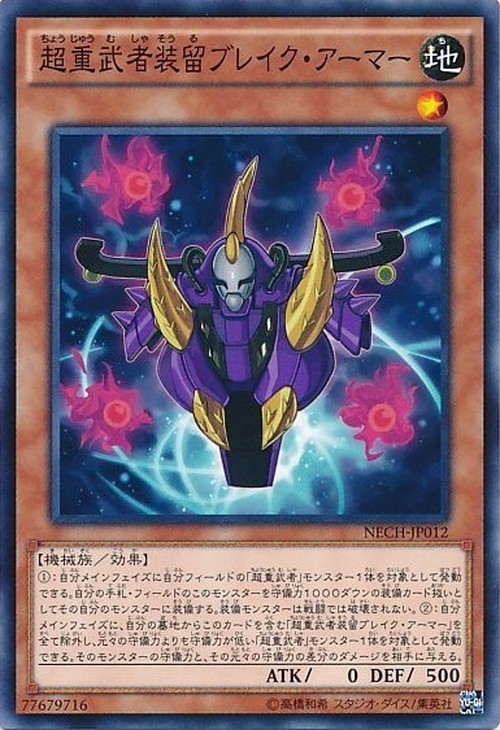 ちょうじゅう む しゃ そう る
超重武者装留ブレイク・アーマー
ち
地
NECH-JP012
【機械族／効果】
①：自分メインフェイズに自分フィールドの「超重武者」モンスター1体を対象として発動
できる。自分の手札・フィールドのこのモンスターを守備力1000ダウンの装備カード扱い
としてその自分のモンスターに装備する。装備モンスターは戦闘では破壊されない。②：自分
メインフェイズに、自分の墓地からこのカードを含む「超重武者装留ブレイク・アーマー」を
全て除外し、元々の守備力よりも守備力が低い「超重武者」モンスター1体を対象として発動
できる。そのモンスターの守備力と、その元々の守備力の差分のダメージを相手に与える。
ATK/ 0 DEF/ 500
77679716
©高橋和希 スタジオ・ダイス/集英社